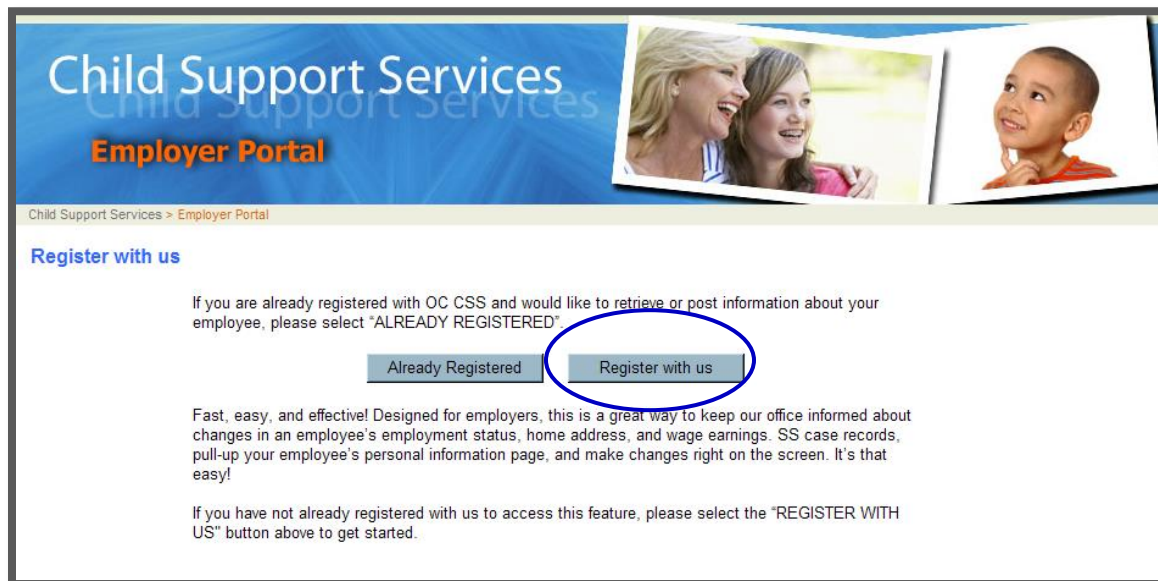 Child Support Services
Employer Portal
Child Support Services > Employer Portal
Register with us
If you are already registered with OC CSS and would like to retrieve or post information about your
employee, please select “ALREADY REGISTERED”.
Already Registered
Register with us
Fast, easy, and effective! Designed for employers, this is a great way to keep our office informed about
changes in an employee’s employment status, home address, and wage earnings. SS case records,
pull-up your employee’s personal information page, and make changes right on the screen. It’s that
easy!
If you have not already registered with us to access this feature, please select the “REGISTER WITH
US" button above to get started.